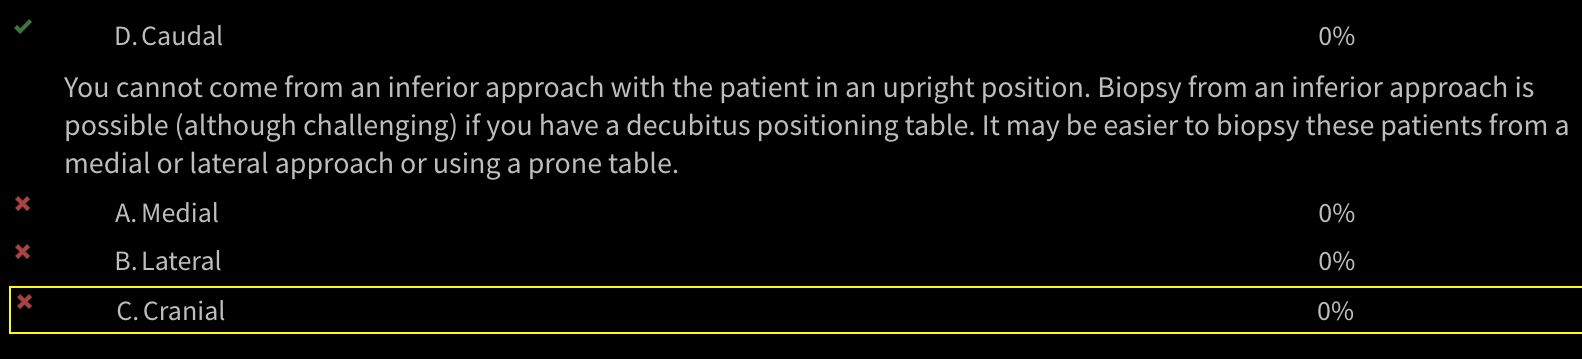 D. Caudal 0%
You cannot come from an inferior approach with the patient in an upright position. Biopsy from an inferior approach is
possible (although challenging) if you have a decubitus positioning table. It may be easier to biopsy these patients from a
medial or lateral approach or using a prone table.
A. Medial 0%
B. Lateral 0%
C. Cranial 0%